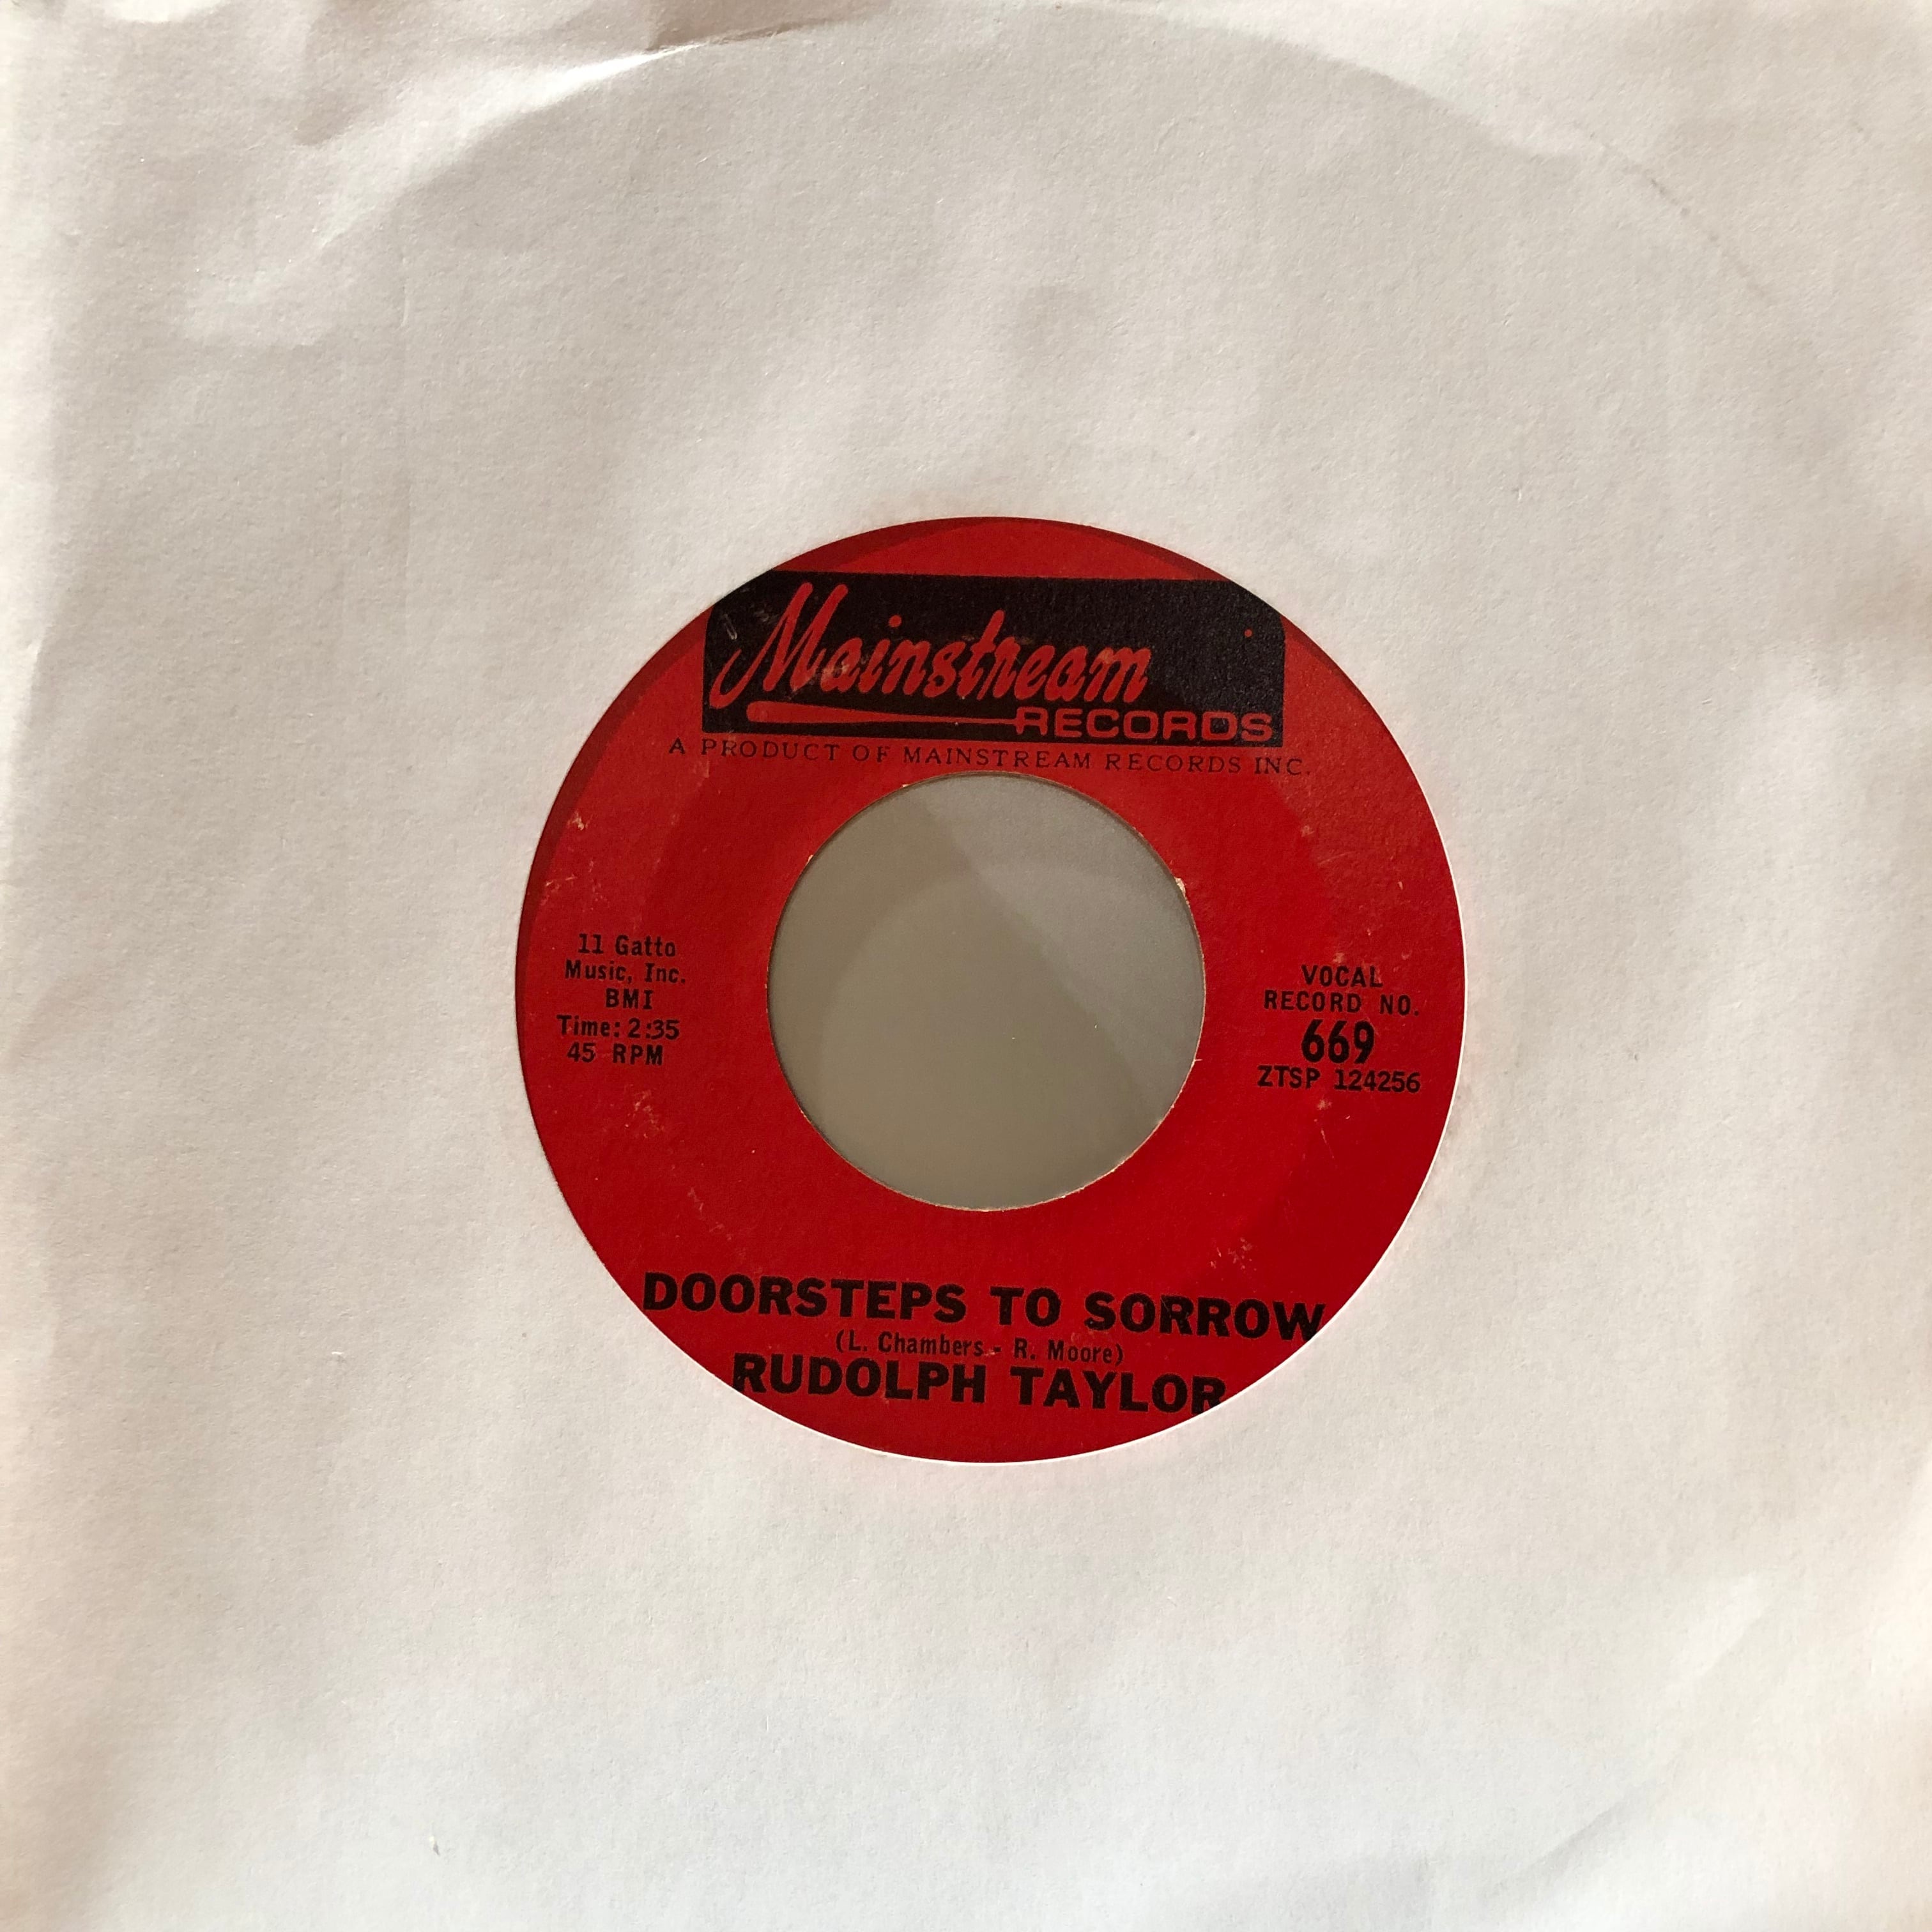 Mainstream
RECORDS
A PRODUCT OF MAINSTREAM RECORDS INC.
11 Gatto
Music, Inc.
BMI
Time: 2:35
45 RPM
VOCAL
RECORD NO.
669
ZTSP 124256
DOORSTEPS TO SORROW
(L. Chambers - R. Moore)
RUDOLPH TAYLOR